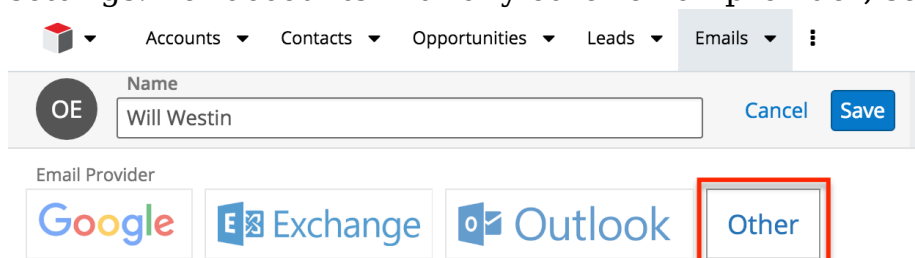 Accounts Contacts Opportunities Leads Emails
Name
OE
Will Westin
Cancel Save
Email Provider
Google Exchange Outlook Other